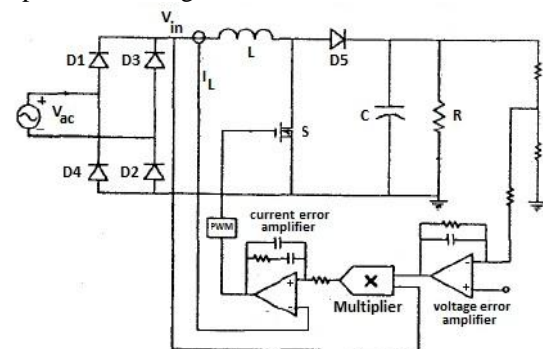 V_in
D1
D3
L
D5
I_L
V_ac
+
−
S
C
R
D4
D2
PWM
current error
amplifier
+
-
×
Multiplier
-
+
voltage error
amplifier